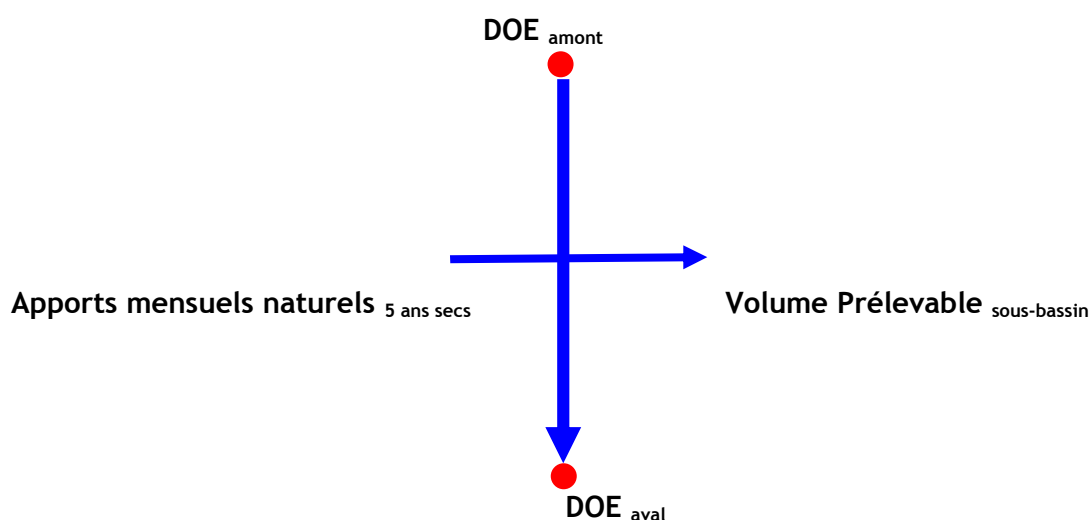 DOE amont
Apports mensuels naturels 5 ans secs
Volume Prélevable sous-bassin
DOE aval